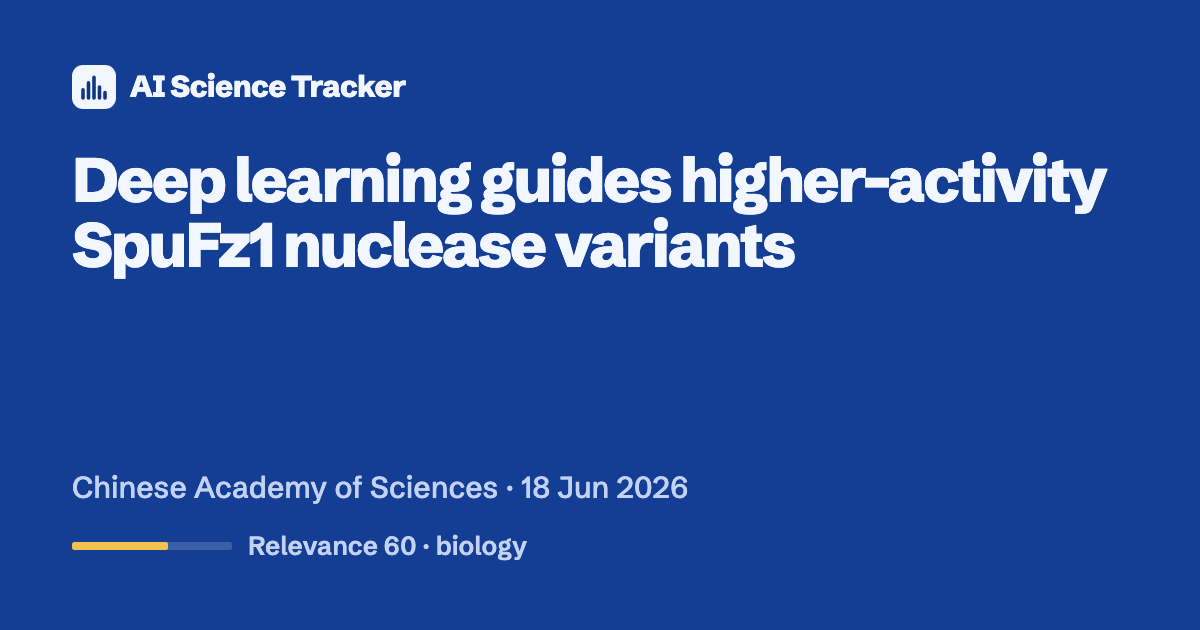 AI Science Tracker
Deep learning guides higher-activity
SpuFz1 nuclease variants
Chinese Academy of Sciences · 18 Jun 2026
Relevance 60 · biology